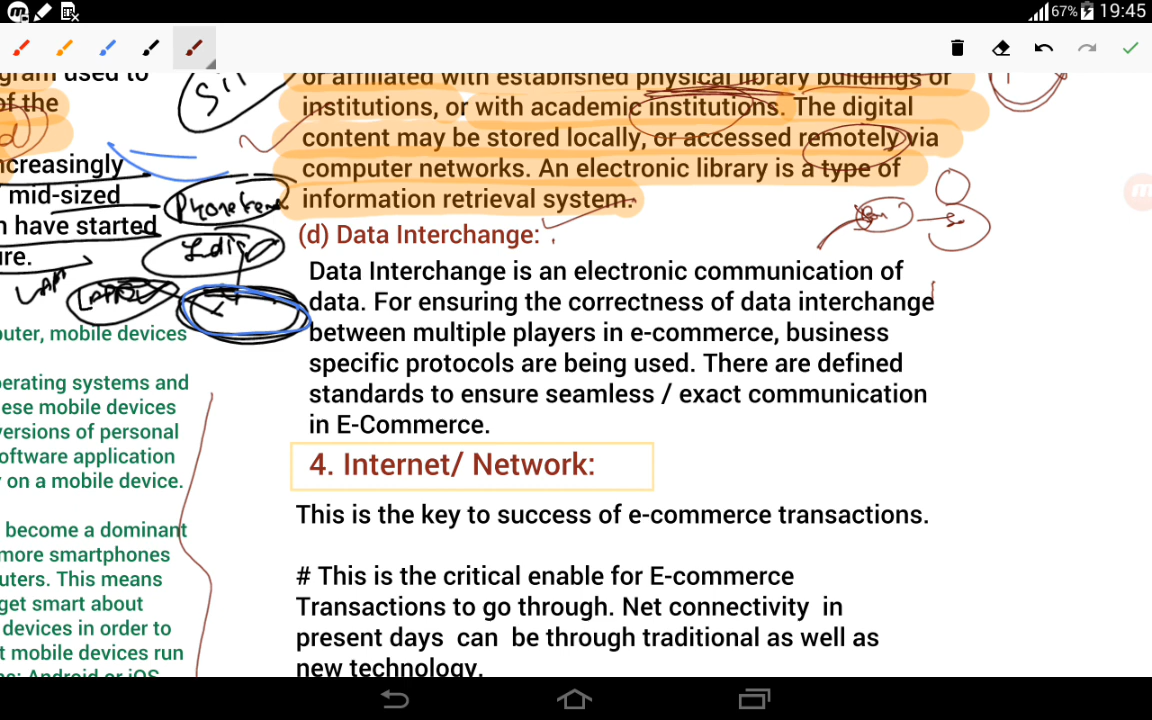 67% 19:45
gram used to
of the
ncreasingly
mid-sized
n have started
ure.
puter, mobile devices
perating systems and
ese mobile devices
versions of personal
oftware application
y on a mobile device.
become a dominant
more smartphones
uters. This means
get smart about
devices in order to
t mobile devices run
ns: Android or iOS
or affiliated with established physical library buildings or
institutions, or with academic institutions. The digital
content may be stored locally, or accessed remotely via
computer networks. An electronic library is a type of
information retrieval system.
(d) Data Interchange:
Data Interchange is an electronic communication of
data. For ensuring the correctness of data interchange
between multiple players in e-commerce, business
specific protocols are being used. There are defined
standards to ensure seamless / exact communication
in E-Commerce.
4. Internet/ Network:
This is the key to success of e-commerce transactions.
# This is the critical enable for E-commerce
Transactions to go through. Net connectivity in
present days can be through traditional as well as
new technology.